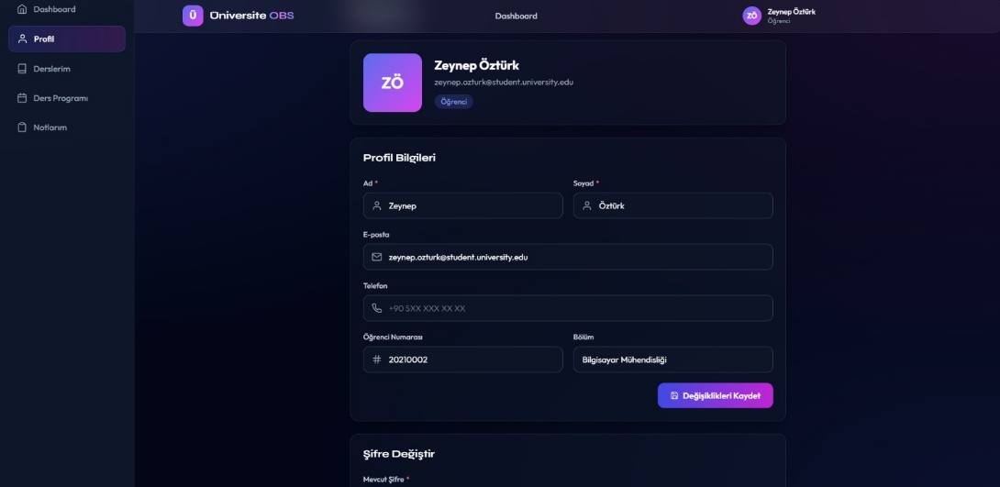 Dashboard
Profil
Derslerim
Ders Programı
Notlarım
Ü Üniversite OBS
Dashboard
ZÖ Zeynep Öztürk
Öğrenci
ZÖ
Zeynep Öztürk
zeynep.ozturk@student.university.edu
Öğrenci
Profil Bilgileri
Ad * Soyad *
Zeynep Öztürk
E-posta
zeynep.ozturk@student.university.edu
Telefon
+90 5XX XXX XX XX
Öğrenci Numarası Bölüm
# 20210002 Bilgisayar Mühendisliği
Değişiklikleri Kaydet
Şifre Değiştir
Mevcut Şifre *